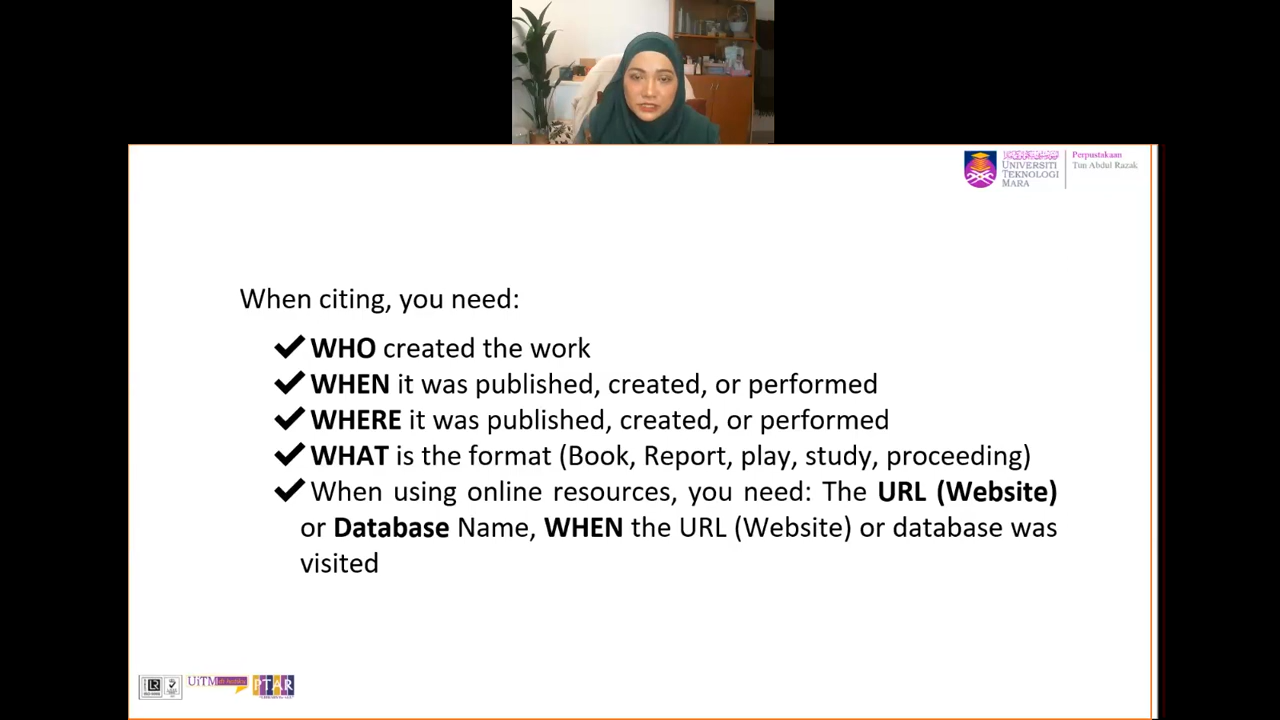 UNIVERSITI
TEKNOLOGI
MARA
Perpustakaan
Tun Abdul Razak
When citing, you need:
✔WHO created the work
✔WHEN it was published, created, or performed
✔WHERE it was published, created, or performed
✔WHAT is the format (Book, Report, play, study, proceeding)
✔When using online resources, you need: The URL (Website)
or Database Name, WHEN the URL (Website) or database was
visited
UiTM
PTAR